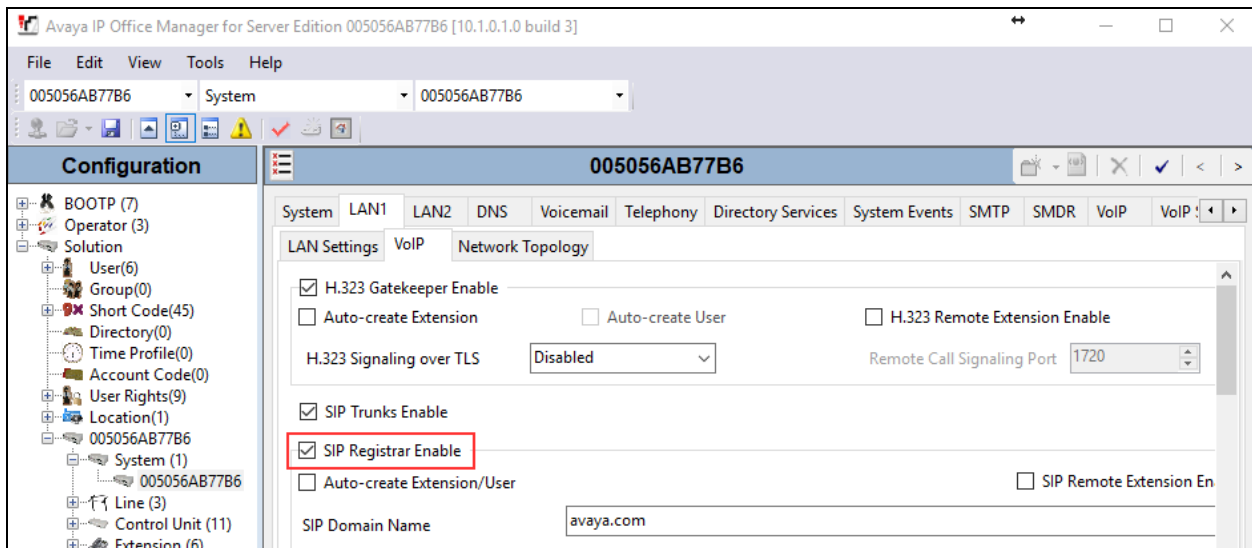 Avaya IP Office Manager for Server Edition 005056AB77B6 [10.1.0.1.0 build 3]
File Edit View Tools Help
005056AB77B6 System 005056AB77B6
Configuration
BOOTP (7)
Operator (3)
Solution
User(6)
Group(0)
Short Code(45)
Directory(0)
Time Profile(0)
Account Code(0)
User Rights(9)
Location(1)
005056AB77B6
System (1)
005056AB77B6
Line (3)
Control Unit (11)
Extension (6)
005056AB77B6
System LAN1 LAN2 DNS Voicemail Telephony Directory Services System Events SMTP SMDR VoIP VoIP S
LAN Settings VoIP Network Topology
H.323 Gatekeeper Enable
Auto-create Extension Auto-create User H.323 Remote Extension Enable
H.323 Signaling over TLS Disabled Remote Call Signaling Port 1720
SIP Trunks Enable
SIP Registrar Enable
Auto-create Extension/User SIP Remote Extension En
SIP Domain Name avaya.com